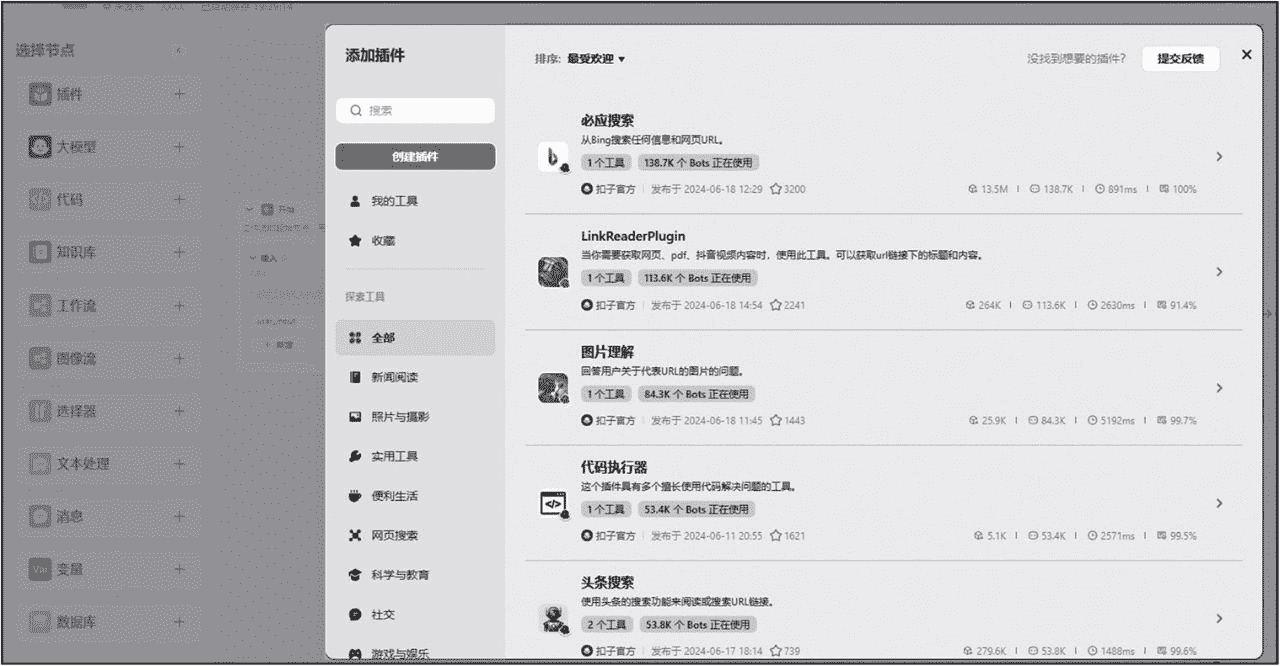 选择节点
插件
大模型
代码
知识库
工作流
图像流
选择器
文本处理
消息
变量
数据库
开始
输入
添加插件
搜索
创建插件
我的工具
收藏
探索工具
全部
新闻阅读
照片与摄影
实用工具
便利生活
网页搜索
科学与教育
社交
游戏与娱乐
排序: 最受欢迎
没找到想要的插件?
提交反馈
必应搜索
从Bing搜索任何信息和网页URL。
1个工具 138.7K 个 Bots 正在使用
扣子官方 发布于 2024-06-18 12:29 3200
13.5M 138.7K 891ms 100%
LinkReaderPlugin
当你需要获取网页、pdf、抖音视频内容时，使用此工具。可以获取url链接下的标题和内容。
1个工具 113.6K 个 Bots 正在使用
扣子官方 发布于 2024-06-18 14:54 2241
264K 113.6K 2630ms 91.4%
图片理解
回答用户关于代表URL的图片的问题。
1个工具 84.3K 个 Bots 正在使用
扣子官方 发布于 2024-06-18 11:45 1443
25.9K 84.3K 5192ms 99.7%
代码执行器
这个插件具有多个擅长使用代码解决问题的工具。
1个工具 53.4K 个 Bots 正在使用
扣子官方 发布于 2024-06-11 20:55 1621
5.1K 53.4K 2571ms 99.5%
头条搜索
使用头条的搜索功能来阅读或搜索URL链接。
2个工具 53.8K 个 Bots 正在使用
扣子官方 发布于 2024-06-17 18:14 739
279.6K 53.8K 1488ms 99.6%